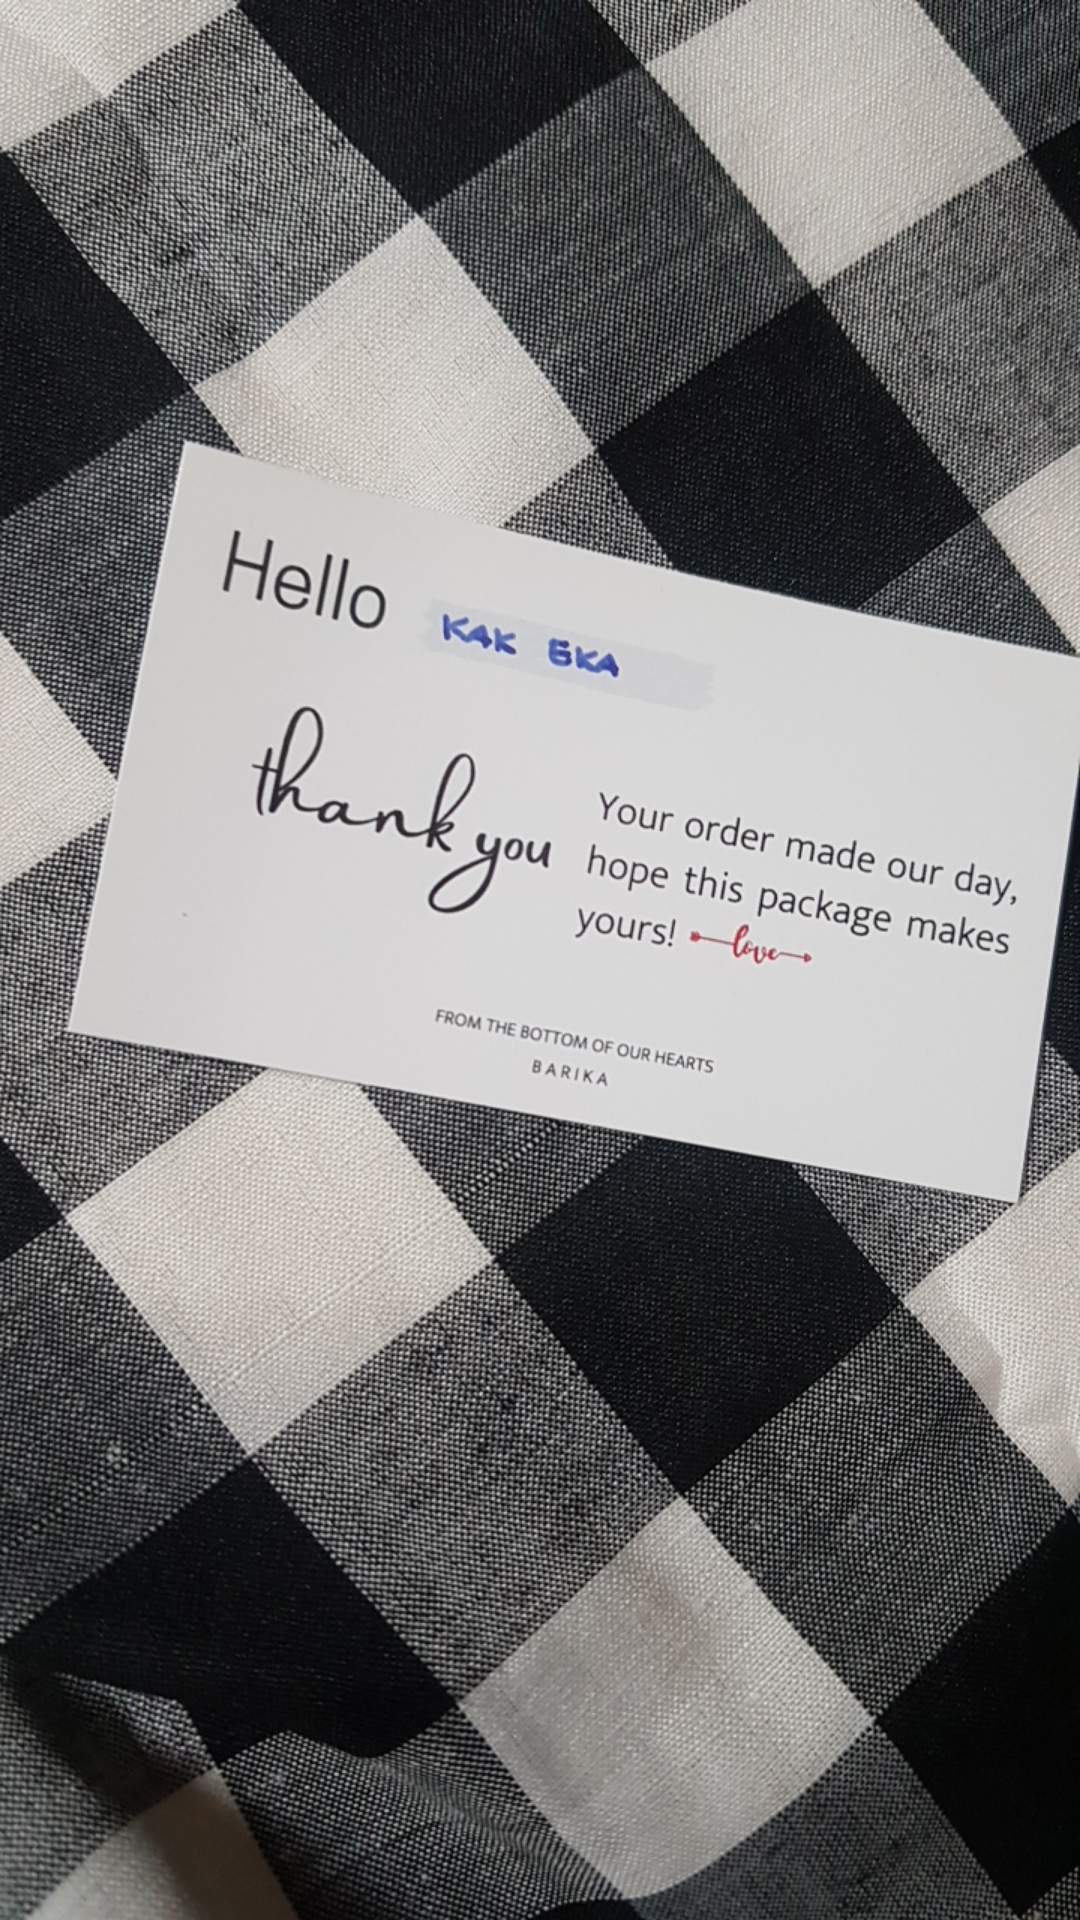 Hello KAK EKA
thank you
Your order made our day,
hope this package makes
yours! love
FROM THE BOTTOM OF OUR HEARTS
BARIKA